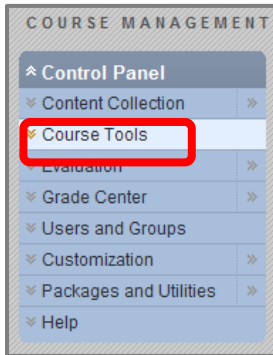 COURSE MANAGEMENT
Control Panel
Content Collection
Course Tools
Evaluation
Grade Center
Users and Groups
Customization
Packages and Utilities
Help